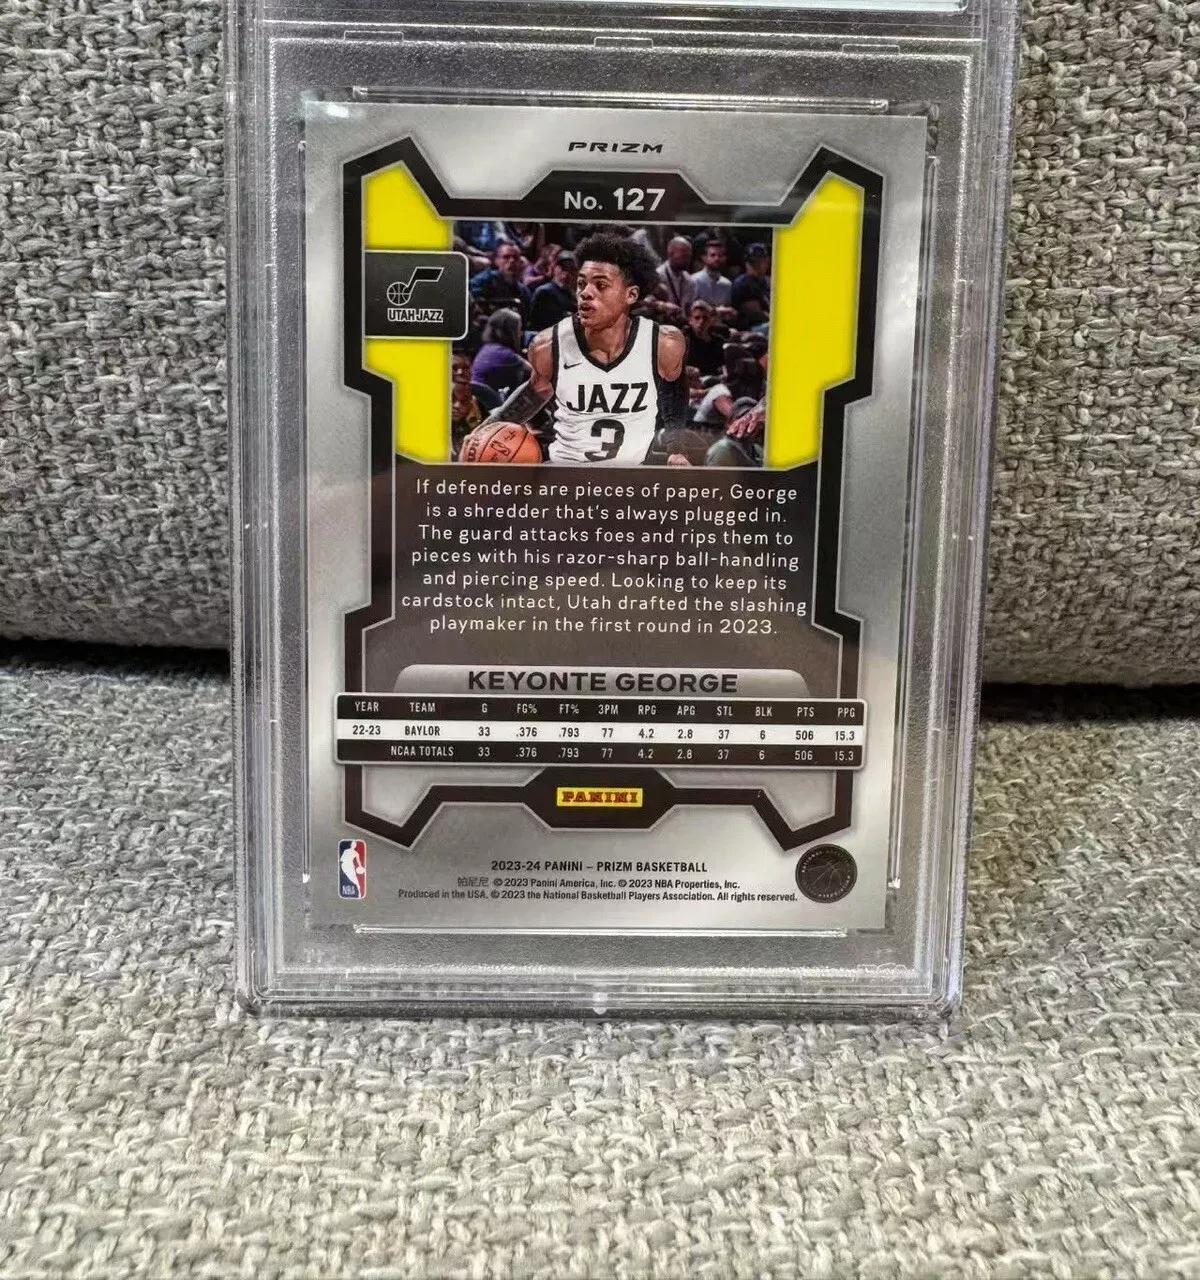 PRIZM
No. 127
UTAH JAZZ
JAZZ
3
If defenders are pieces of paper, George
is a shredder that's always plugged in.
The guard attacks foes and rips them to
pieces with his razor-sharp ball-handling
and piercing speed. Looking to keep its
cardstock intact, Utah drafted the slashing
playmaker in the first round in 2023.
KEYONTE GEORGE
YEAR TEAM G FG% FT% 3PM RPG APG STL BLK PTS PPG
22-23 BAYLOR 33 .376 .793 77 4.2 2.8 37 6 506 15.3
NCAA TOTALS 33 .376 .793 77 4.2 2.8 37 6 506 15.3
PANINI
2023-24 PANINI – PRIZM BASKETBALL
帕尼尼 © 2023 Panini America, Inc. © 2023 NBA Properties, Inc.
Produced in the USA. © 2023 the National Basketball Players Association. All rights reserved.
NBA